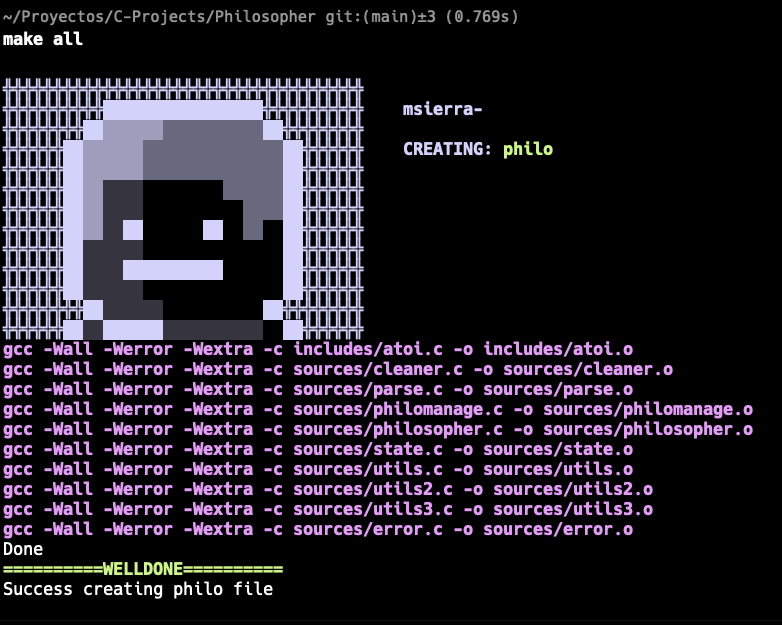 ~/Proyectos/C-Projects/Philosopher git:(main)±3 (0.769s)
make all
msierra-
CREATING: philo
gcc -Wall -Werror -Wextra -c includes/atoi.c -o includes/atoi.o
gcc -Wall -Werror -Wextra -c sources/cleaner.c -o sources/cleaner.o
gcc -Wall -Werror -Wextra -c sources/parse.c -o sources/parse.o
gcc -Wall -Werror -Wextra -c sources/philomanage.c -o sources/philomanage.o
gcc -Wall -Werror -Wextra -c sources/philosopher.c -o sources/philosopher.o
gcc -Wall -Werror -Wextra -c sources/state.c -o sources/state.o
gcc -Wall -Werror -Wextra -c sources/utils.c -o sources/utils.o
gcc -Wall -Werror -Wextra -c sources/utils2.c -o sources/utils2.o
gcc -Wall -Werror -Wextra -c sources/utils3.c -o sources/utils3.o
gcc -Wall -Werror -Wextra -c sources/error.c -o sources/error.o
Done
==========WELLDONE==========
Success creating philo file